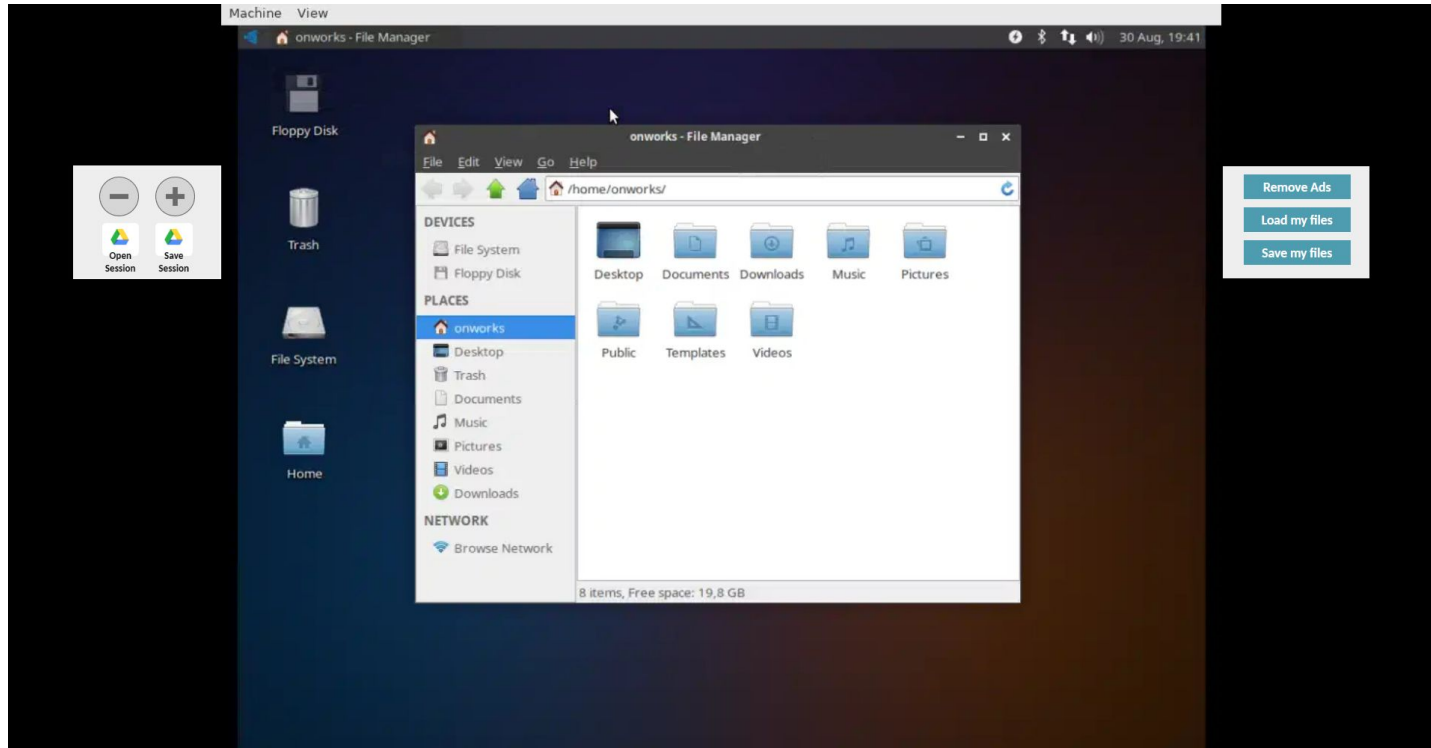 Machine View
onworks - File Manager
30 Aug, 19:41
Floppy Disk
Trash
File System
Home
Open Session
Save Session
onworks - File Manager
File Edit View Go Help
/home/onworks/
DEVICES
File System
Floppy Disk
PLACES
onworks
Desktop
Trash
Documents
Music
Pictures
Videos
Downloads
NETWORK
Browse Network
Desktop Documents Downloads Music Pictures
Public Templates Videos
8 items, Free space: 19,8 GB
Remove Ads
Load my files
Save my files